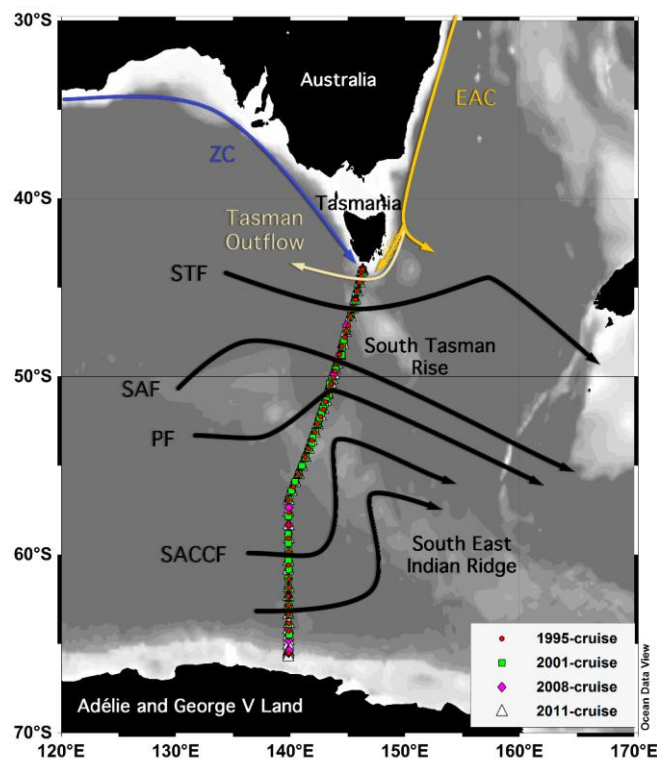 30°S
Australia
EAC
ZC
40°S
Tasmania
Tasman
Outflow
STF
South Tasman
Rise
50°S
SAF
PF
SACCF
60°S
South East
Indian Ridge
1995-cruise
2001-cruise
2008-cruise
2011-cruise
Adélie and George V Land
Ocean Data View
70°S
120°E
130°E
140°E
150°E
160°E
170°E